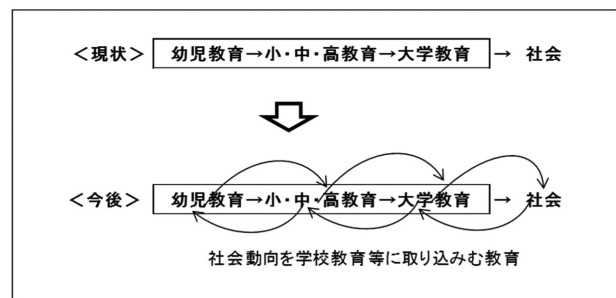 ＜現状＞ 幼児教育→小・中・高教育→大学教育 → 社会
＜今後＞ 幼児教育→小・中・高教育→大学教育 → 社会
社会動向を学校教育等に取り込みむ教育